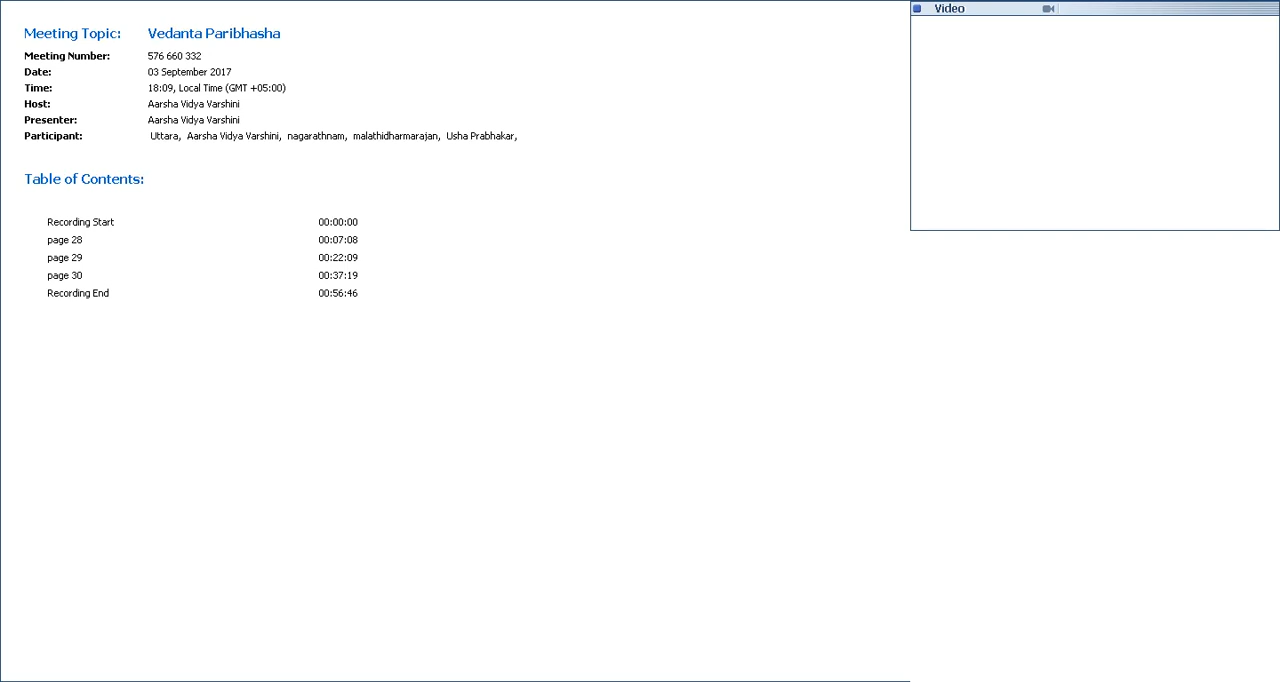 Video
Meeting Topic: Vedanta Paribhasha
Meeting Number: 576 660 332
Date: 03 September 2017
Time: 18:09, Local Time (GMT +05:00)
Host: Aarsha Vidya Varshini
Presenter: Aarsha Vidya Varshini
Participant: Uttara, Aarsha Vidya Varshini, nagarathnam, malathidharmarajan, Usha Prabhakar,
Table of Contents:
Recording Start 00:00:00
page 28 00:07:08
page 29 00:22:09
page 30 00:37:19
Recording End 00:56:46